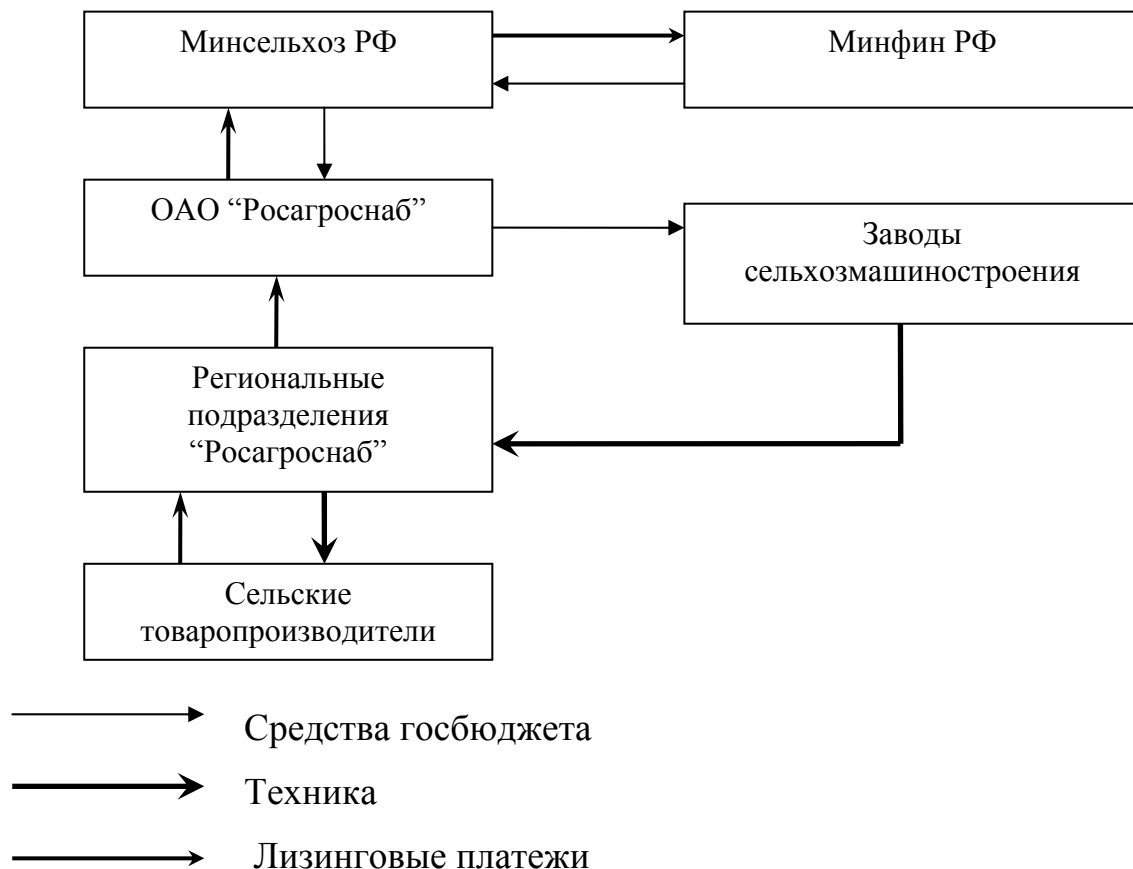 Минсельхоз РФ
Минфин РФ
ОАО “Росагроснаб”
Заводы
сельхозмашиностроения
Региональные
подразделения
“Росагроснаб”
Сельские
товаропроизводители
Средства госбюджета
Техника
Лизинговые платежи